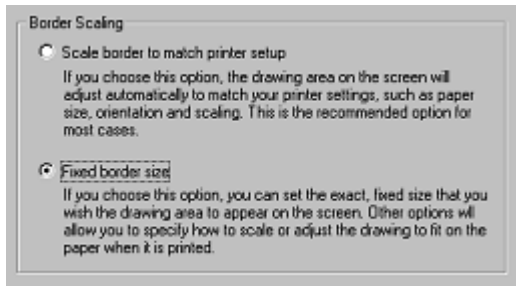 Border Scaling
Scale border to match printer setup
If you choose this option, the drawing area on the screen will
adjust automatically to match your printer settings, such as paper
size, orientation and scaling. This is the recommended option for
most cases.
Fixed border size
If you choose this option, you can set the exact, fixed size that you
wish the drawing area to appear on the screen. Other options will
allow you to specify how to scale or adjust the drawing to fit on the
paper when it is printed.